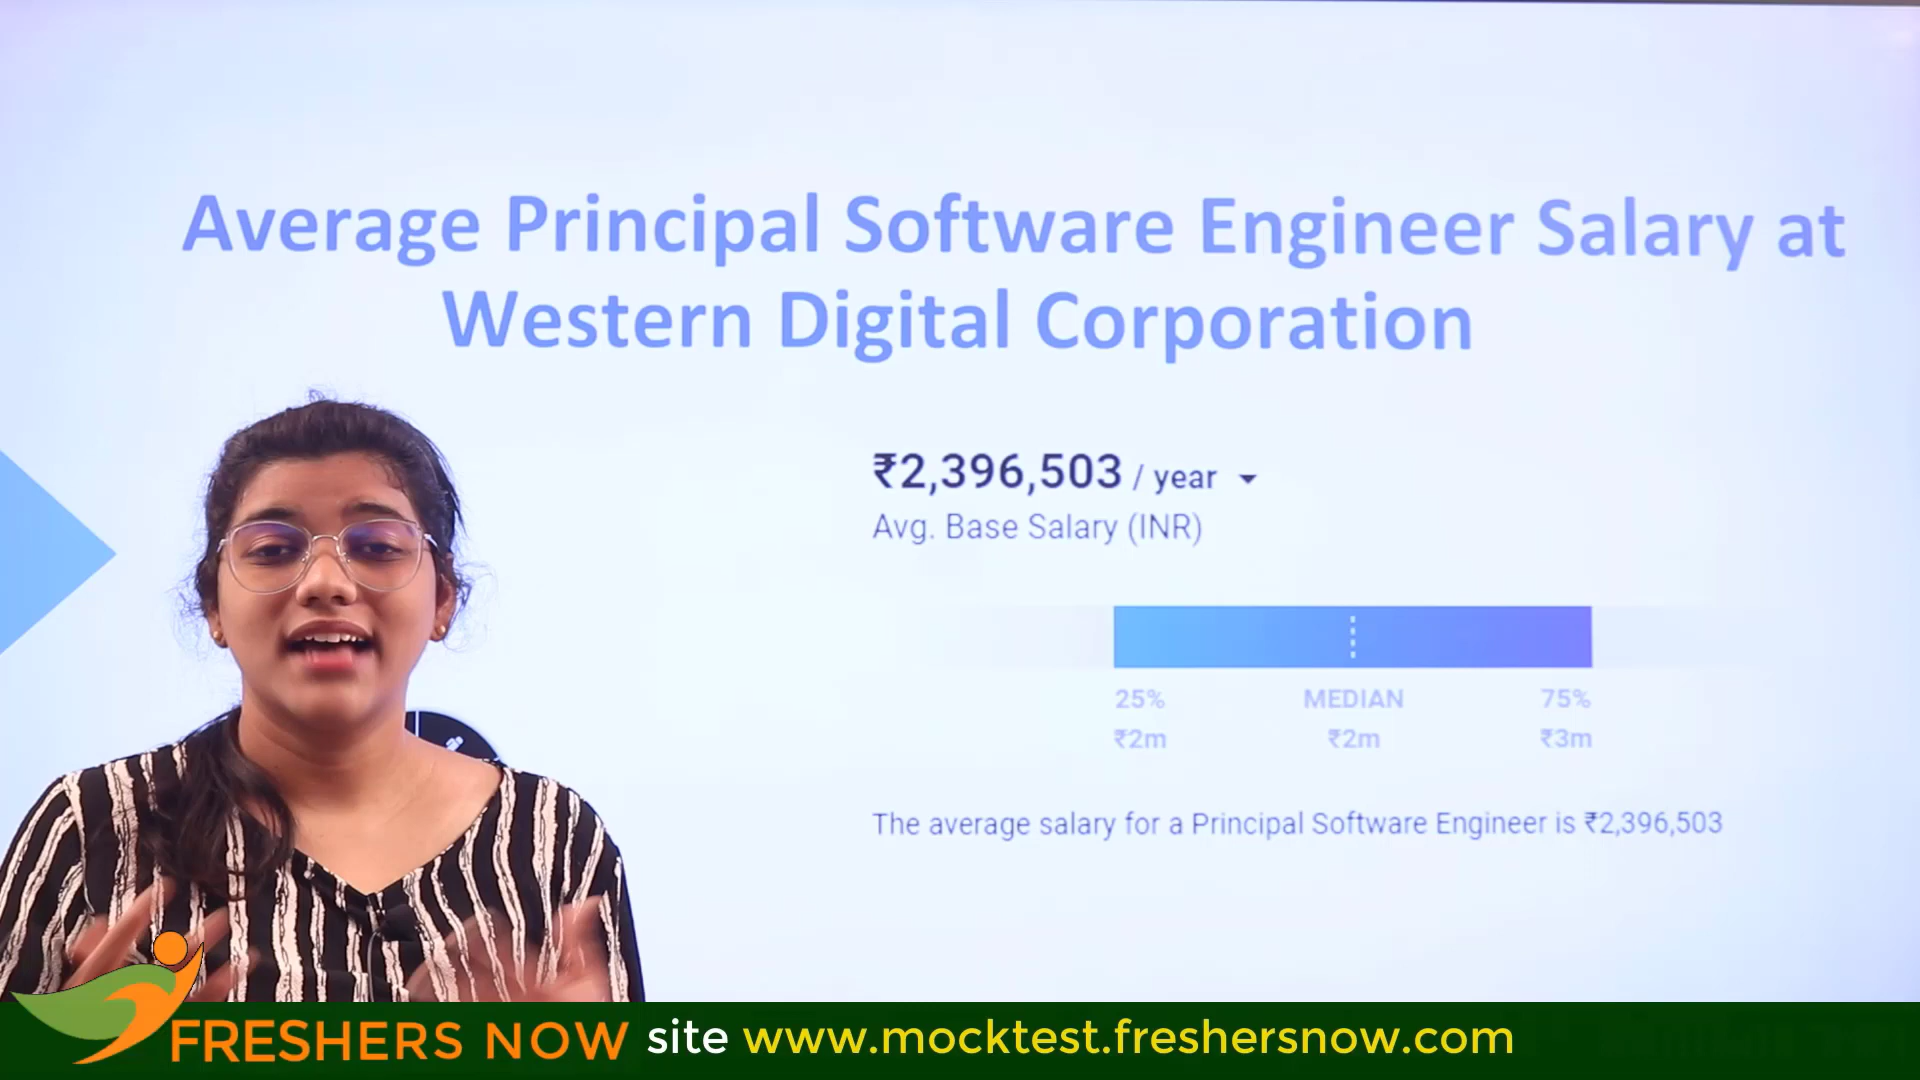 Average Principal Software Engineer Salary at
Western Digital Corporation
₹2,396,503 / year
Avg. Base Salary (INR)
25% MEDIAN 75%
₹2m ₹2m ₹3m
The average salary for a Principal Software Engineer is ₹2,396,503
FRESHERS NOW site www.mocktest.freshersnow.com